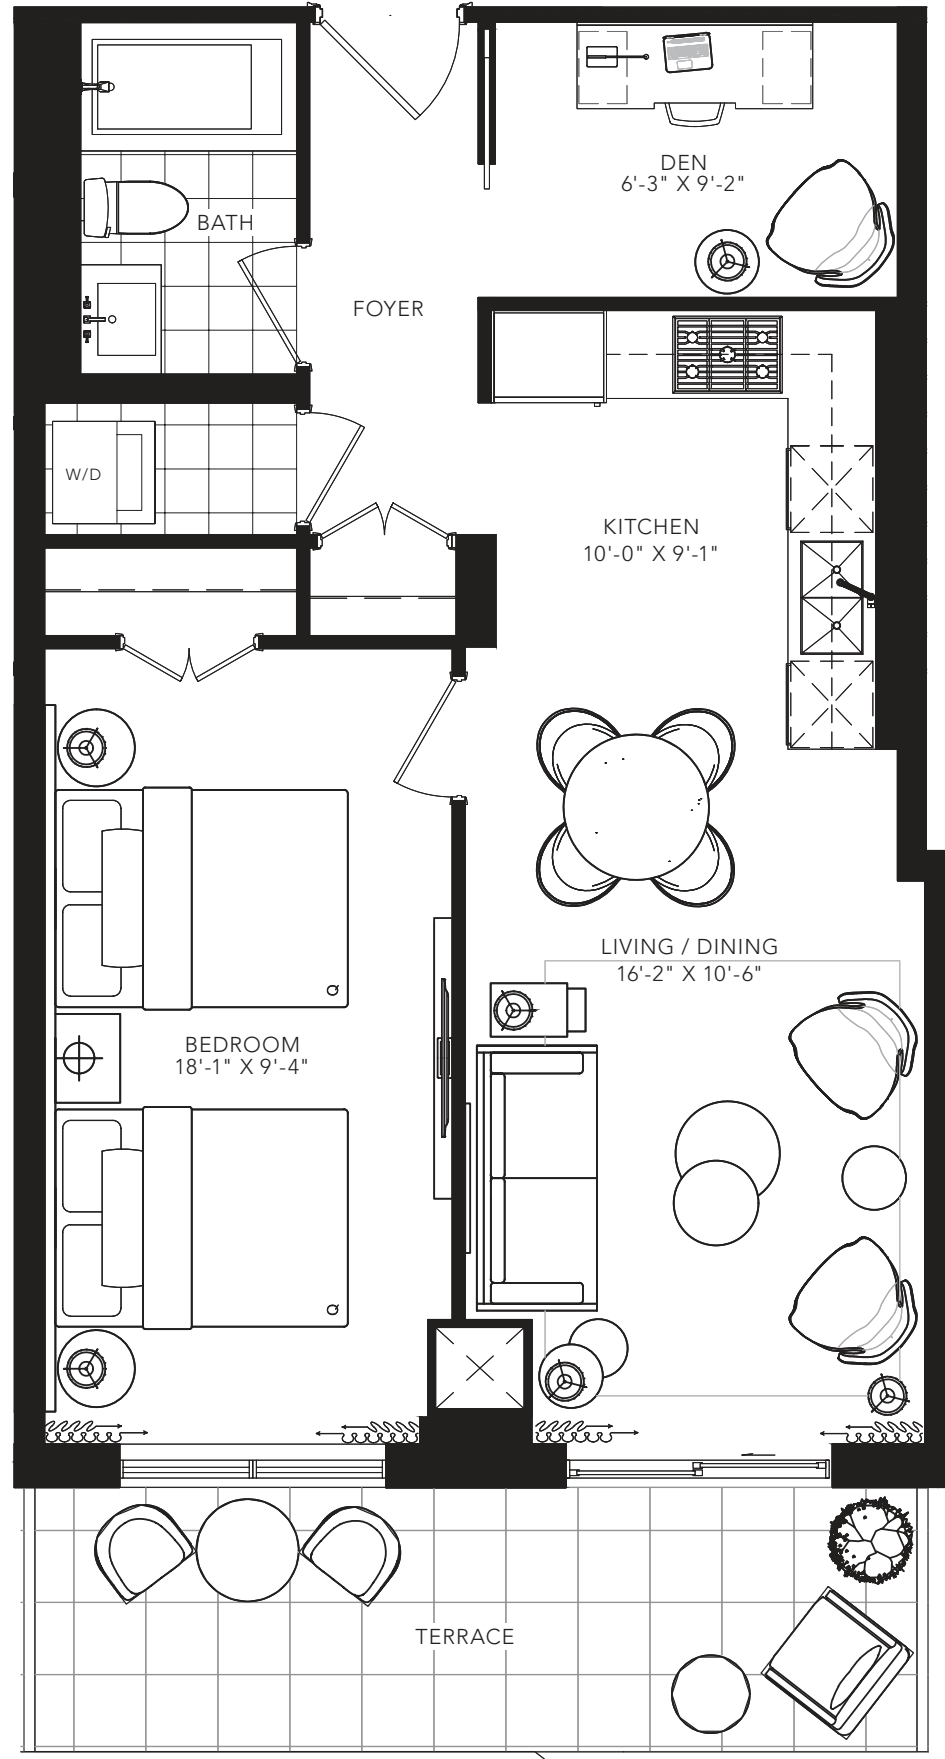 DEN
6'-3" X 9'-2"
BATH
FOYER
W/D
KITCHEN
10'-0" X 9'-1"
LIVING / DINING
16'-2" X 10'-6"
Q
BEDROOM
18'-1" X 9'-4"
Q
TERRACE